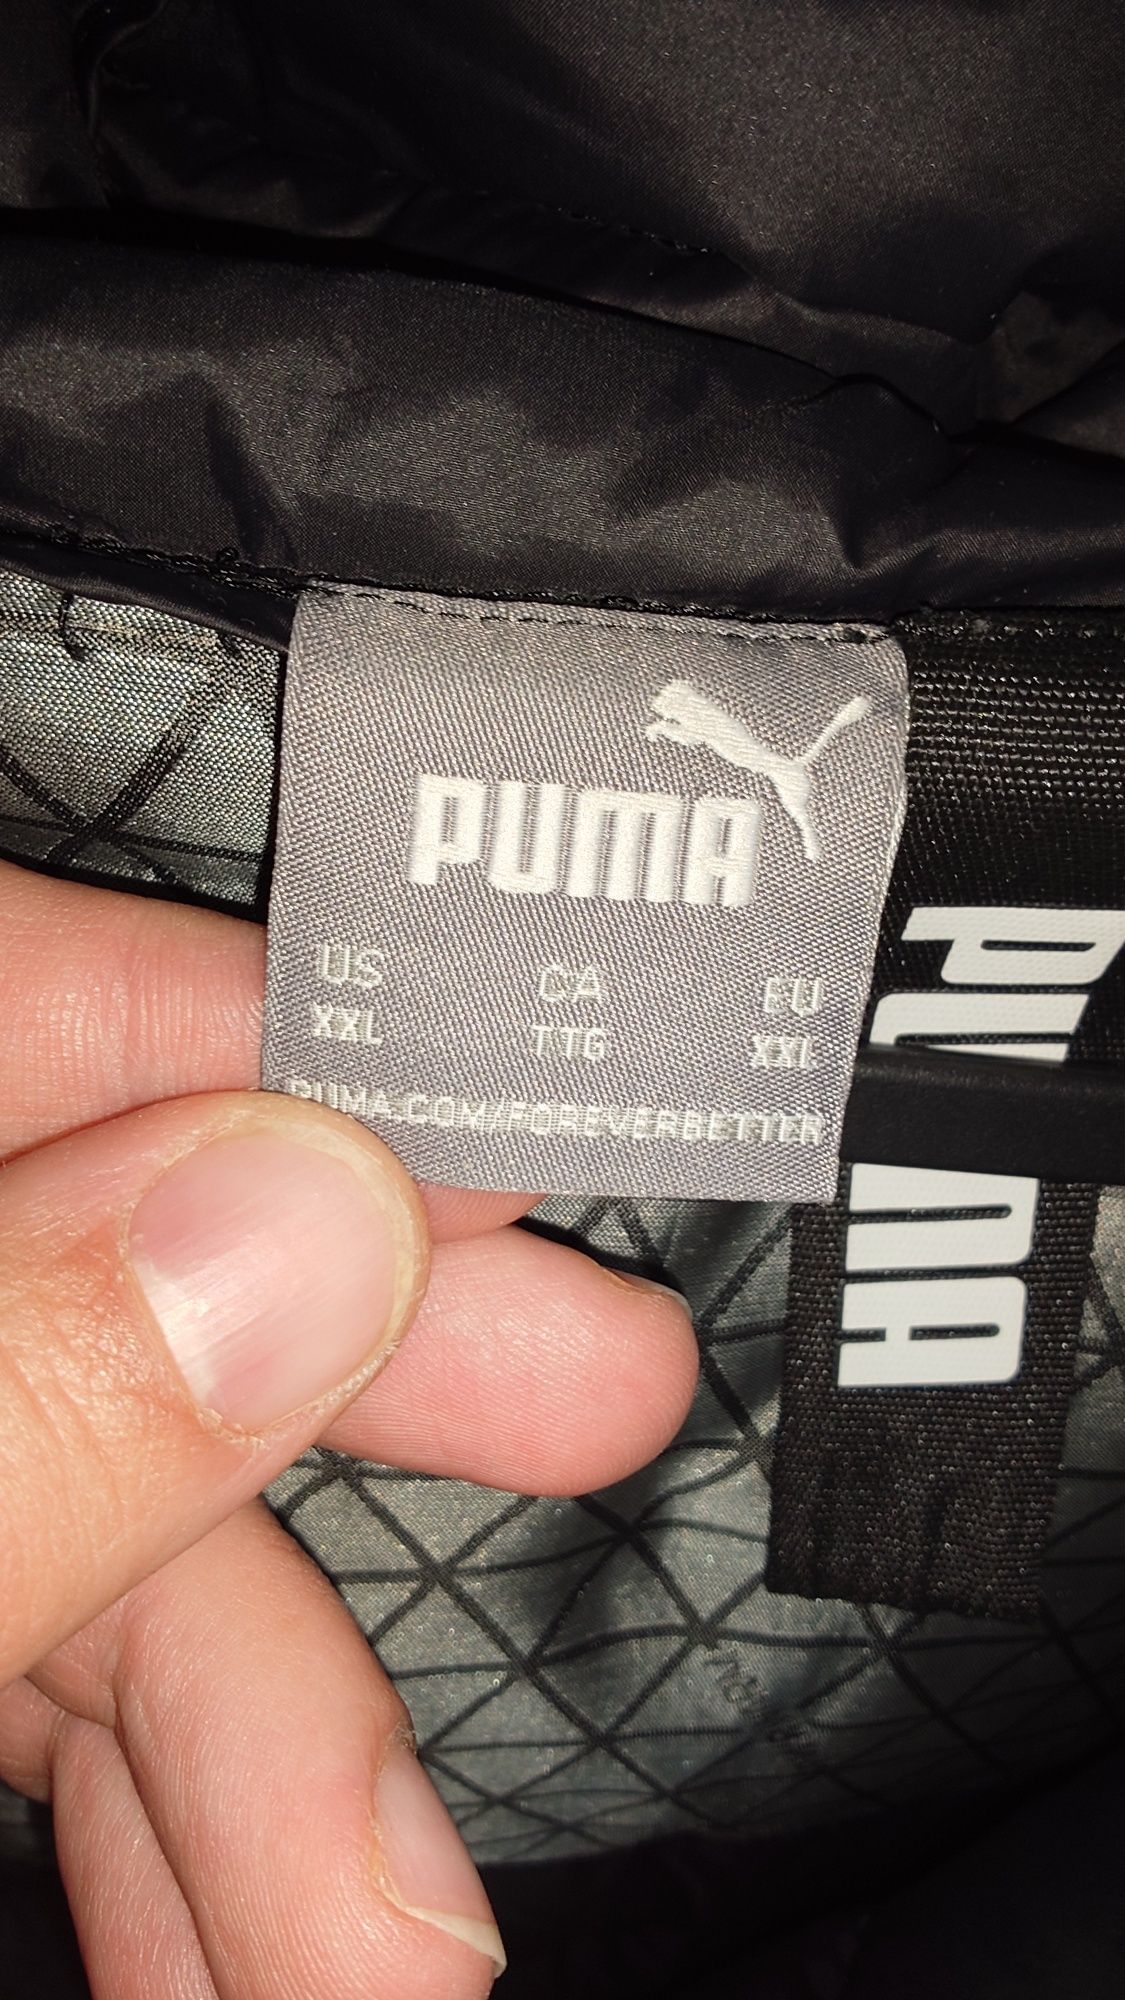 PUMA
US CA EU
XXL TTG XXL
PUMA.COM/FOREVERBETTER
PUMA